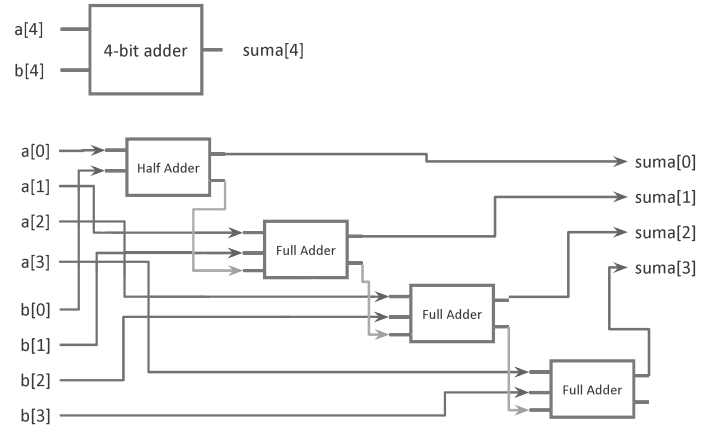 a[4]
4-bit adder
suma[4]
b[4]
a[0]
Half Adder
suma[0]
a[1]
suma[1]
a[2]
Full Adder
suma[2]
a[3]
suma[3]
b[0]
Full Adder
b[1]
b[2]
Full Adder
b[3]